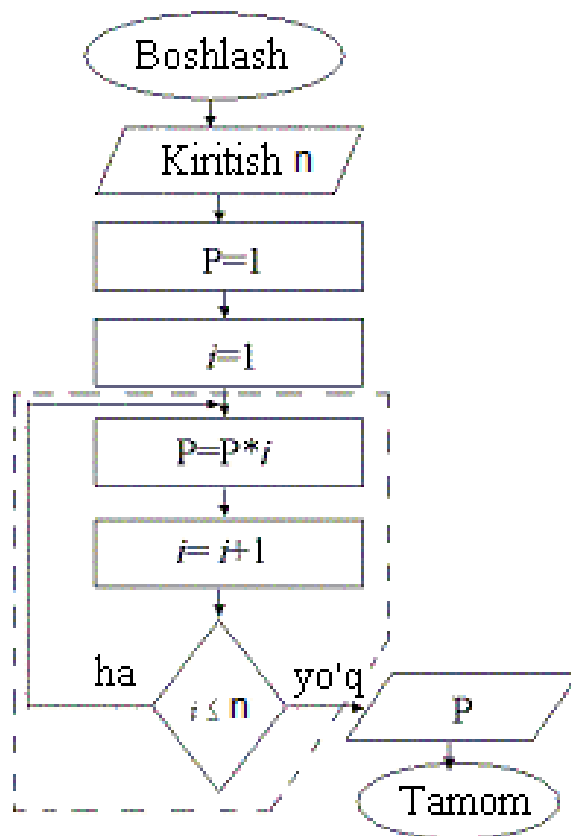 Boshlash
Kiritish n
P=1
i=1
P=P*i
i= i+1
ha
i ≤ n
yo'q
P
Tamom